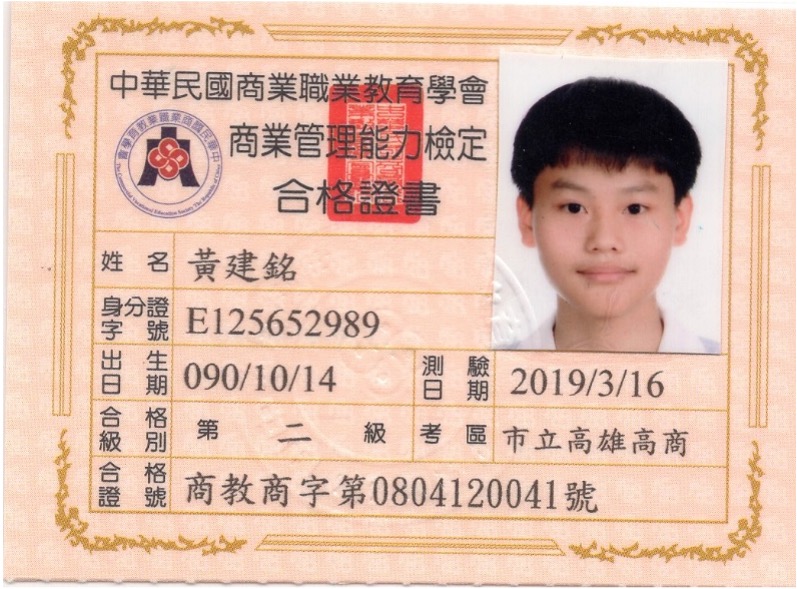 中華民國商業職業教育學會
商業管理能力檢定
合格證書
中華民國商業職業教育學會
The Commercial Vocational Education Society The Republic of China
姓名 黃建銘
身分證字號 E125652989
出生日期 090/10/14 測驗日期 2019/3/16
合格級別 第 二 級 考區 市立高雄高商
合格證號 商教商字第0804120041號